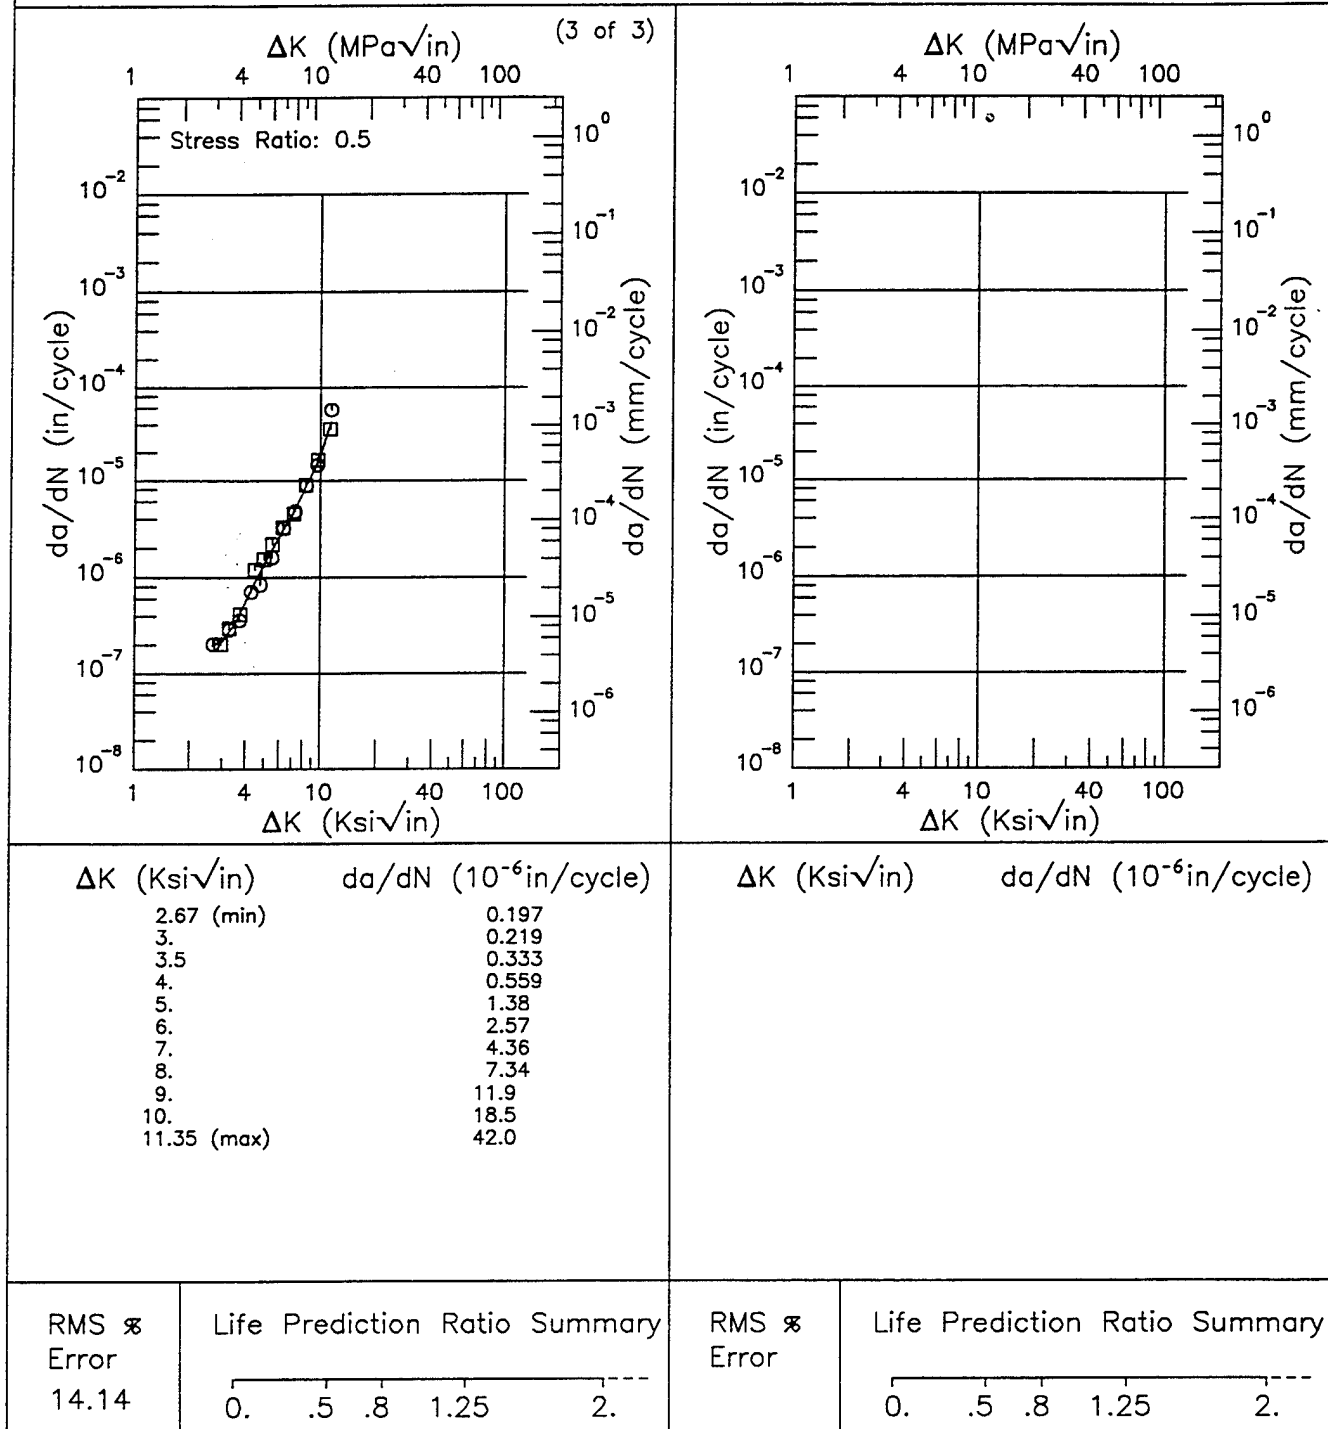 (3 of 3)
ΔK (MPa√in)
1 4 10 40 100
Stress Ratio: 0.5
da/dN (in/cycle)
10⁻²
10⁻³
10⁻⁴
10⁻⁵
10⁻⁶
10⁻⁷
10⁻⁸
10⁰
10⁻¹
10⁻²
10⁻³
10⁻⁴
10⁻⁵
10⁻⁶
da/dN (mm/cycle)
1 4 10 40 100
ΔK (Ksi√in)
ΔK (MPa√in)
1 4 10 40 100
da/dN (in/cycle)
10⁻²
10⁻³
10⁻⁴
10⁻⁵
10⁻⁶
10⁻⁷
10⁻⁸
10⁰
10⁻¹
10⁻²
10⁻³
10⁻⁴
10⁻⁵
10⁻⁶
da/dN (mm/cycle)
1 4 10 40 100
ΔK (Ksi√in)
ΔK (Ksi√in) da/dN (10⁻⁶in/cycle)
2.67 (min) 0.197
3. 0.219
3.5 0.333
4. 0.559
5. 1.38
6. 2.57
7. 4.36
8. 7.34
9. 11.9
10. 18.5
11.35 (max) 42.0
ΔK (Ksi√in) da/dN (10⁻⁶in/cycle)
RMS %
Error
14.14
Life Prediction Ratio Summary
0. .5 .8 1.25 2.
RMS %
Error
Life Prediction Ratio Summary
0. .5 .8 1.25 2.